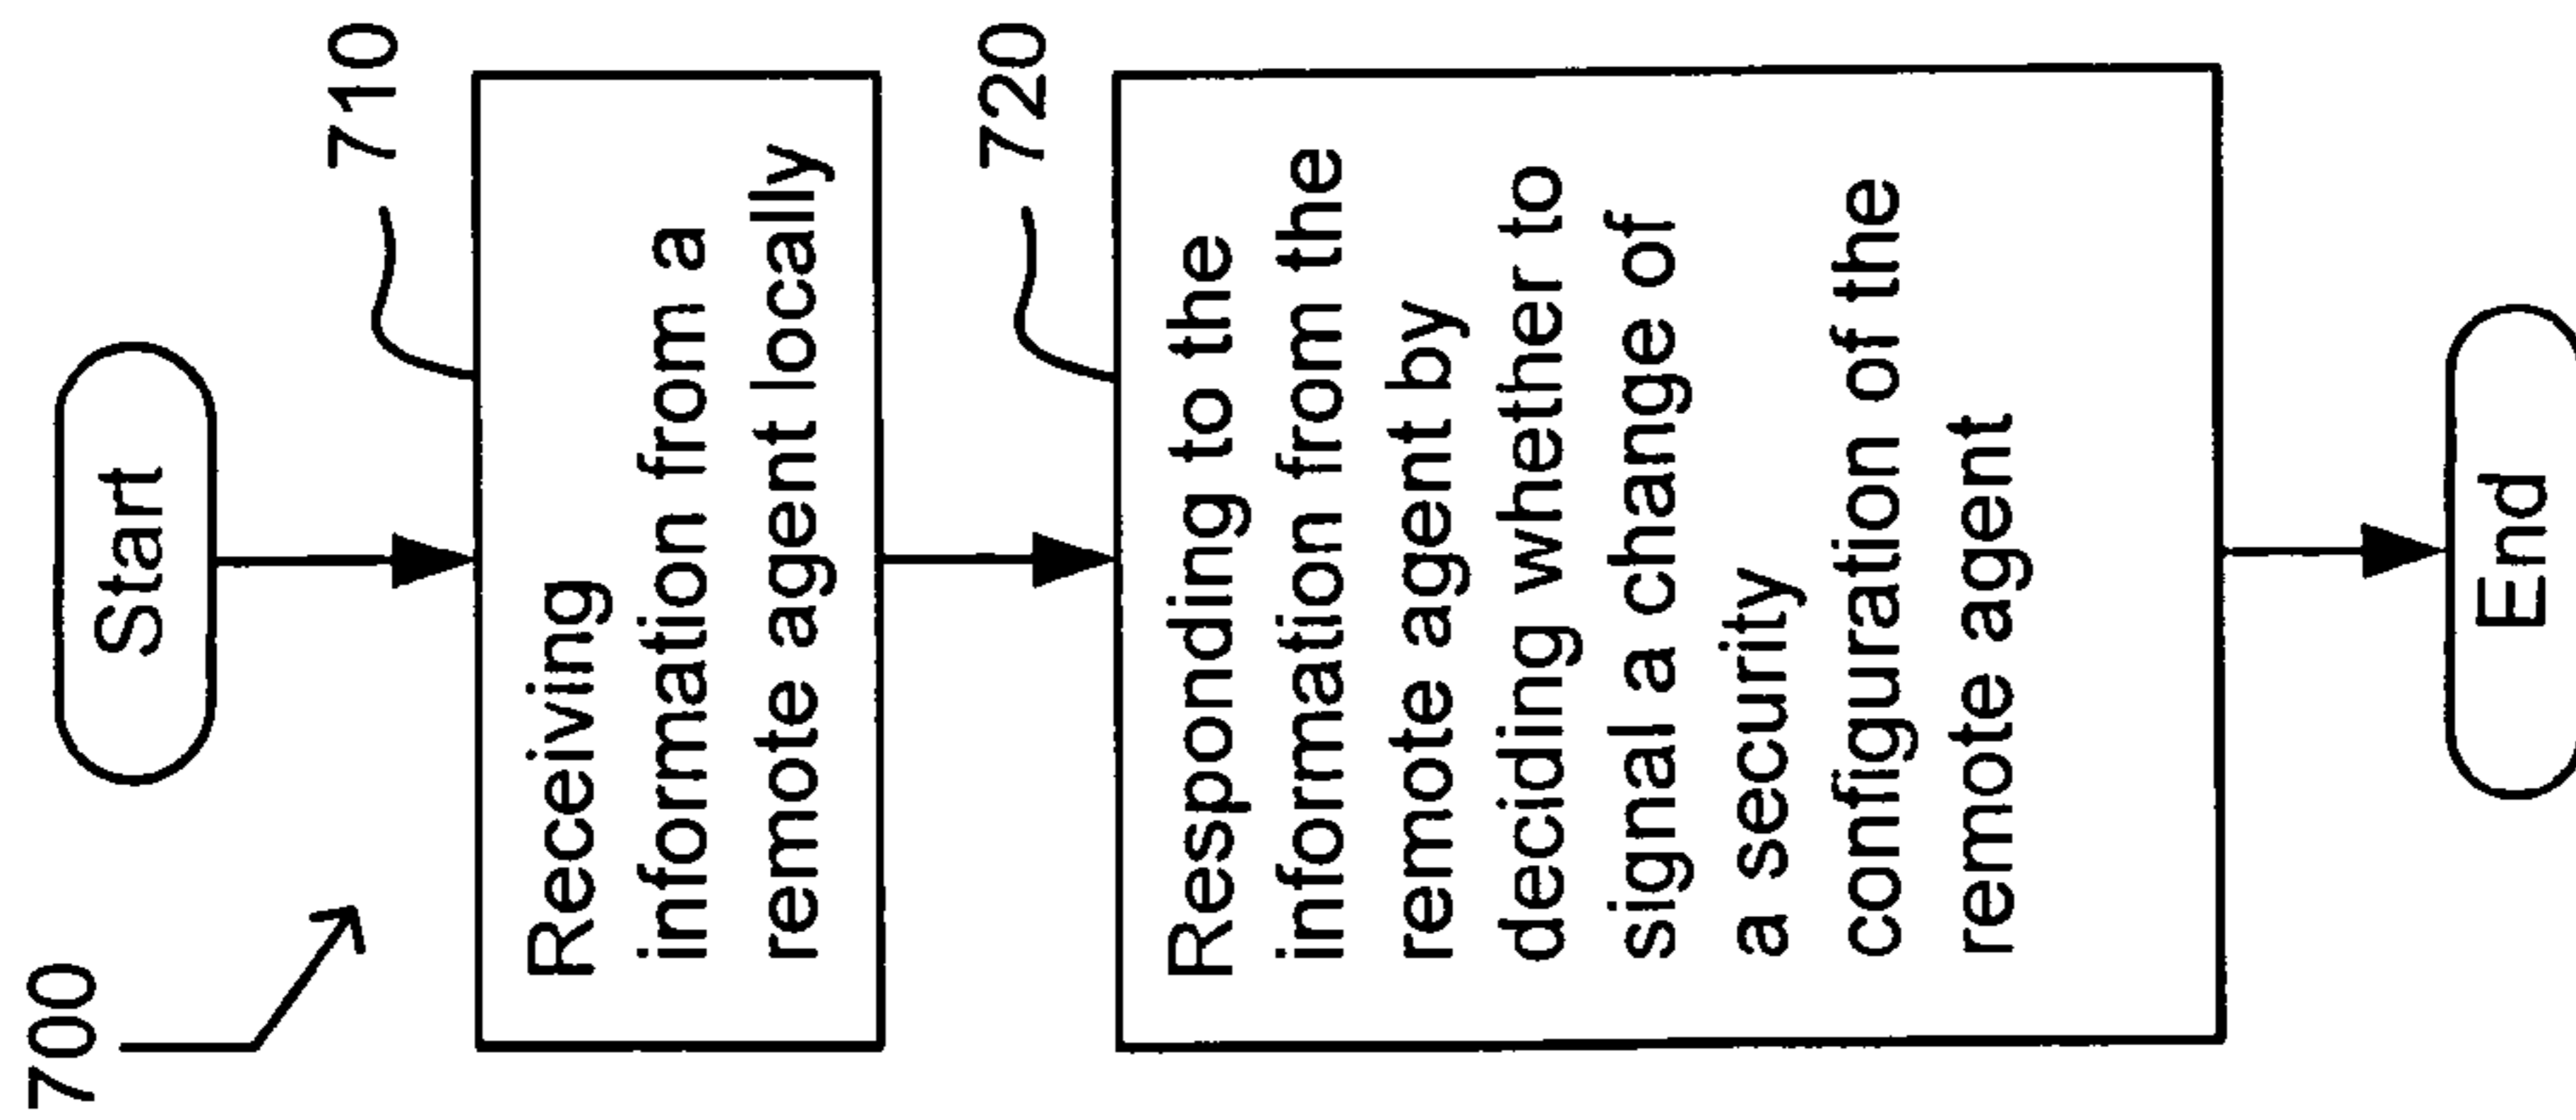 700
Start
710
Receiving
information from a
remote agent locally
720
Responding to the
information from the
remote agent by
deciding whether to
signal a change of
a security
configuration of the
remote agent
End